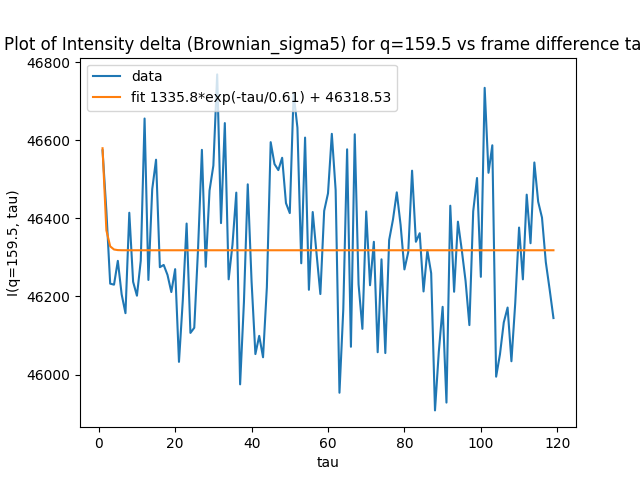 Plot of Intensity delta (Brownian_sigma5) for q=159.5 vs frame difference ta
46800
46600
46400
46200
46000
I(q=159.5, tau)
data
fit 1335.8*exp(-tau/0.61) + 46318.53
0 20 40 60 80 100 120
tau